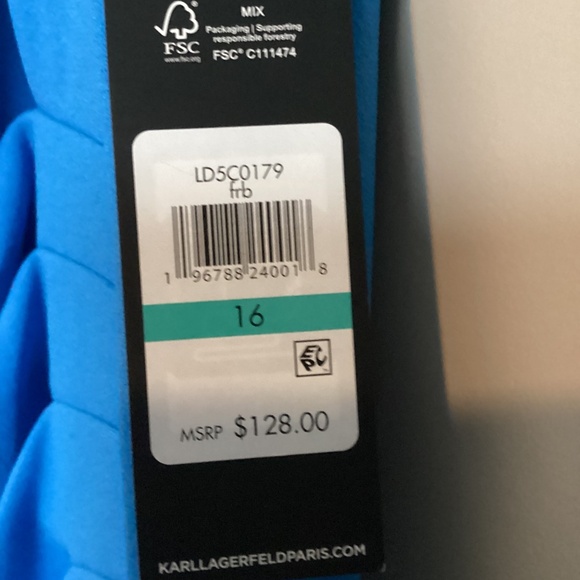 MIX
Packaging | Supporting
responsible forestry
FSC® C111474
FSC
www.fsc.org
LD5C0179
frb
1 96788 24001 8
16
EPC
MSRP $128.00
KARLLAGERFELDPARIS.COM